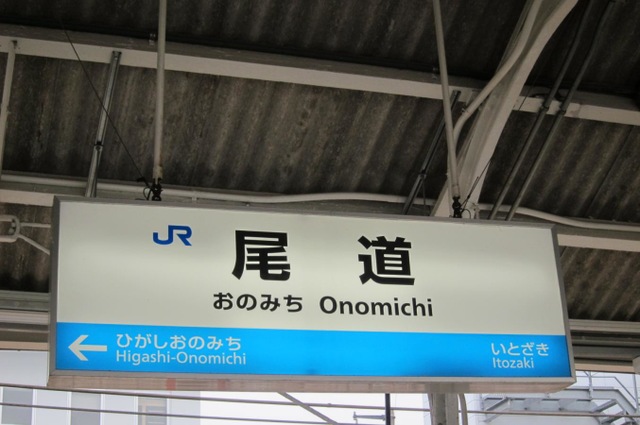 JR 尾道
おのみち Onomichi
← ひがしおのみち いとざき
Higashi-Onomichi Itozaki